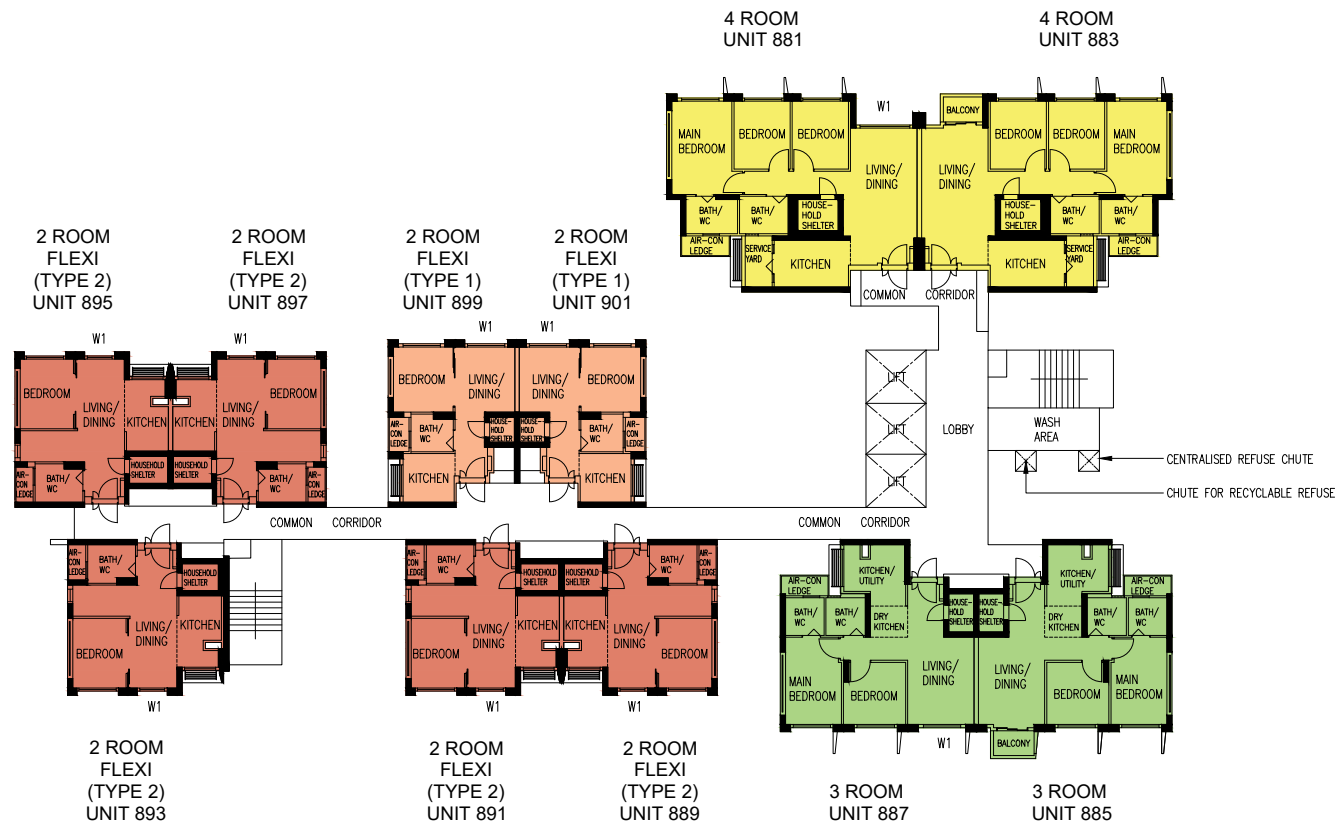 4 ROOM
UNIT 881
4 ROOM
UNIT 883
W1
BALCONY
MAIN
BEDROOM
BEDROOM
BEDROOM
BEDROOM
BEDROOM
MAIN
BEDROOM
LIVING/
DINING
LIVING/
DINING
BATH/
WC
BATH/
WC
HOUSE-
HOLD
SHELTER
HOUSE-
HOLD
SHELTER
BATH/
WC
BATH/
WC
AIR-CON
LEDGE
SERVICE
YARD
KITCHEN
KITCHEN
SERVICE
YARD
AIR-CON
LEDGE
COMMON CORRIDOR
2 ROOM
FLEXI
(TYPE 2)
UNIT 895
2 ROOM
FLEXI
(TYPE 2)
UNIT 897
2 ROOM
FLEXI
(TYPE 1)
UNIT 899
2 ROOM
FLEXI
(TYPE 1)
UNIT 901
W1
W1
W1
W1
BEDROOM
LIVING/
DINING
KITCHEN
KITCHEN
LIVING/
DINING
BEDROOM
AIR-
CON
LEDGE
BATH/
WC
HOUSEHOLD
SHELTER
HOUSEHOLD
SHELTER
BATH/
WC
AIR-
CON
LEDGE
BEDROOM
LIVING/
DINING
LIVING/
DINING
BEDROOM
AIR-
CON
LEDGE
BATH/
WC
HOUSE-
HOLD
SHELTER
HOUSE-
HOLD
SHELTER
BATH/
WC
AIR-
CON
LEDGE
KITCHEN
KITCHEN
LIFT
LIFT
LIFT
LOBBY
WASH
AREA
CENTRALISED REFUSE CHUTE
CHUTE FOR RECYCLABLE REFUSE
COMMON CORRIDOR
COMMON CORRIDOR
AIR-
CON
LEDGE
BATH/
WC
HOUSEHOLD
SHELTER
LIVING/
DINING
KITCHEN
BEDROOM
W1
AIR-
CON
LEDGE
BATH/
WC
HOUSEHOLD
SHELTER
HOUSEHOLD
SHELTER
BATH/
WC
AIR-
CON
LEDGE
LIVING/
DINING
KITCHEN
KITCHEN
LIVING/
DINING
BEDROOM
BEDROOM
W1
W1
KITCHEN/
UTILITY
KITCHEN/
UTILITY
AIR-CON
LEDGE
AIR-CON
LEDGE
BATH/
WC
BATH/
WC
DRY
KITCHEN
HOUSE-
HOLD
SHELTER
HOUSE-
HOLD
SHELTER
DRY
KITCHEN
BATH/
WC
BATH/
WC
MAIN
BEDROOM
BEDROOM
LIVING/
DINING
LIVING/
DINING
BEDROOM
MAIN
BEDROOM
W1
BALCONY
2 ROOM
FLEXI
(TYPE 2)
UNIT 893
2 ROOM
FLEXI
(TYPE 2)
UNIT 891
2 ROOM
FLEXI
(TYPE 2)
UNIT 889
3 ROOM
UNIT 887
3 ROOM
UNIT 885